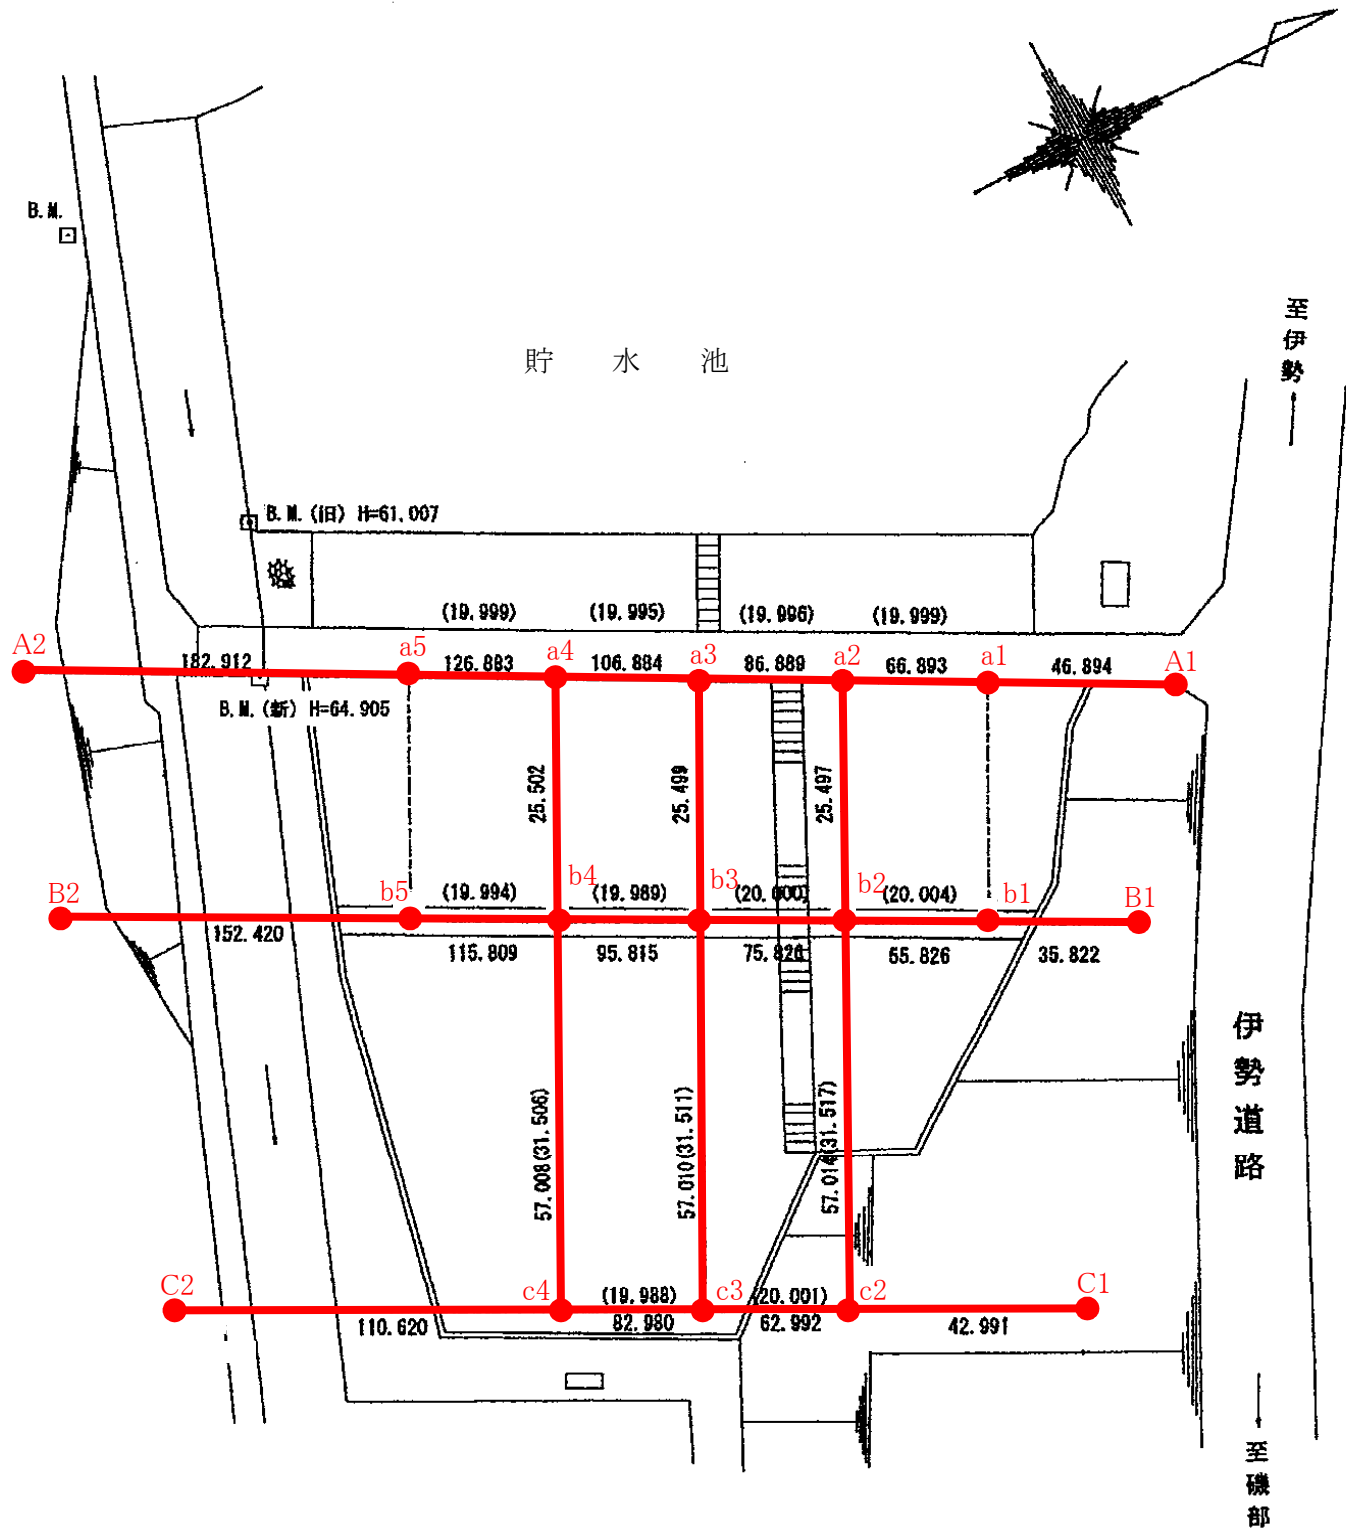 B.M.
至伊勢
貯水池
B.M.(旧) H=61.007
(19.999) (19.995) (19.996) (19.999)
A2 a5 a4 a3 a2 a1 A1
182.912 126.883 106.884 86.889 66.893 46.894
B.M.(新) H=64.905
25.502 25.499 25.497
B2 b5 b4 b3 b2 b1 B1
(19.994) (19.989) (20.000) (20.004)
152.420 115.809 95.815 75.826 55.826 35.822
伊勢道路
57.008(31.506) 57.010(31.511) 57.014(31.517)
C2 c4 c3 c2 C1
(19.988) (20.001)
110.620 82.980 62.992 42.991
至磯部